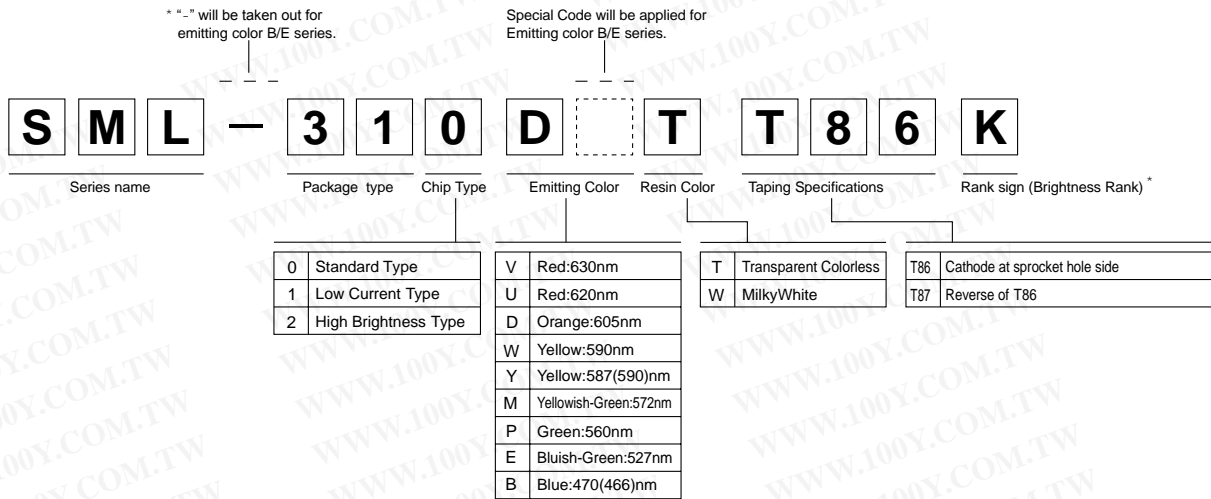 * “-” will be taken out for
emitting color B/E series.
Special Code will be applied for
Emitting color B/E series.
S M L — 3 1 0 D T T 8 6 K
Series name
Package type
Chip Type
Emitting Color
Resin Color
Taping Specifications
Rank sign (Brightness Rank) *
0 Standard Type
1 Low Current Type
2 High Brightness Type
V Red:630nm
U Red:620nm
D Orange:605nm
W Yellow:590nm
Y Yellow:587(590)nm
M Yellowish-Green:572nm
P Green:560nm
E Bluish-Green:527nm
B Blue:470(466)nm
T Transparent Colorless
W MilkyWhite
T86 Cathode at sprocket hole side
T87 Reverse of T86
WWW.100Y.COM.TW